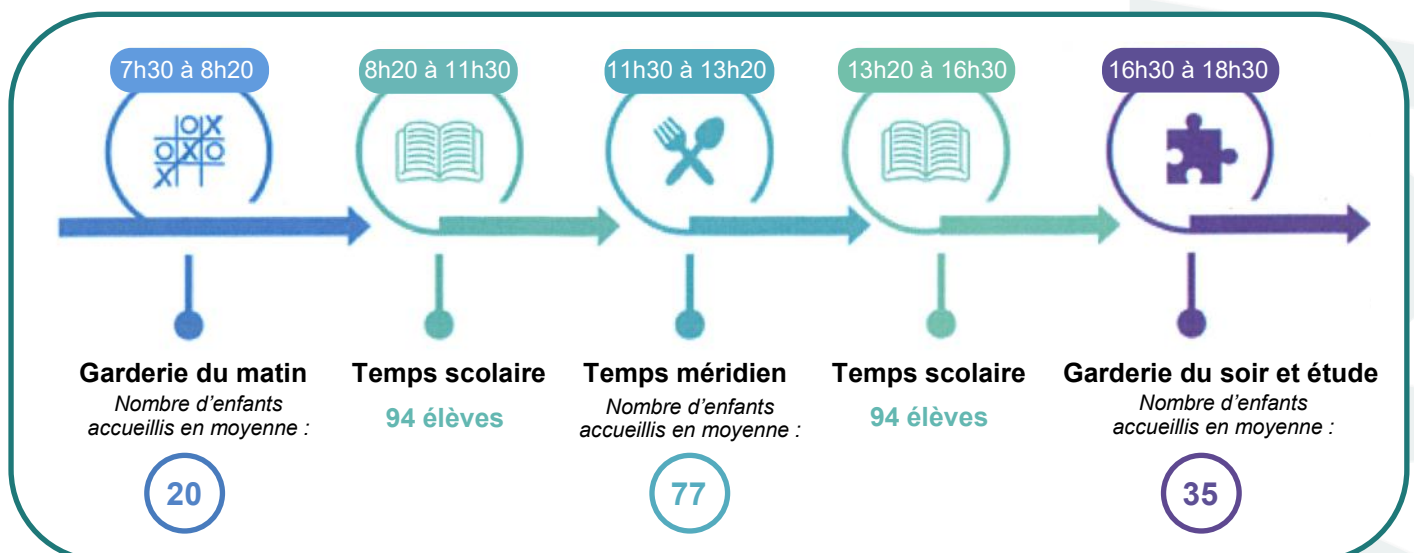 7h30 à 8h20
8h20 à 11h30
11h30 à 13h20
13h20 à 16h30
16h30 à 18h30
Garderie du matin
Nombre d’enfants
accueillis en moyenne :
20
Temps scolaire
94 élèves
Temps méridien
Nombre d’enfants
accueillis en moyenne :
77
Temps scolaire
94 élèves
Garderie du soir et étude
Nombre d’enfants
accueillis en moyenne :
35